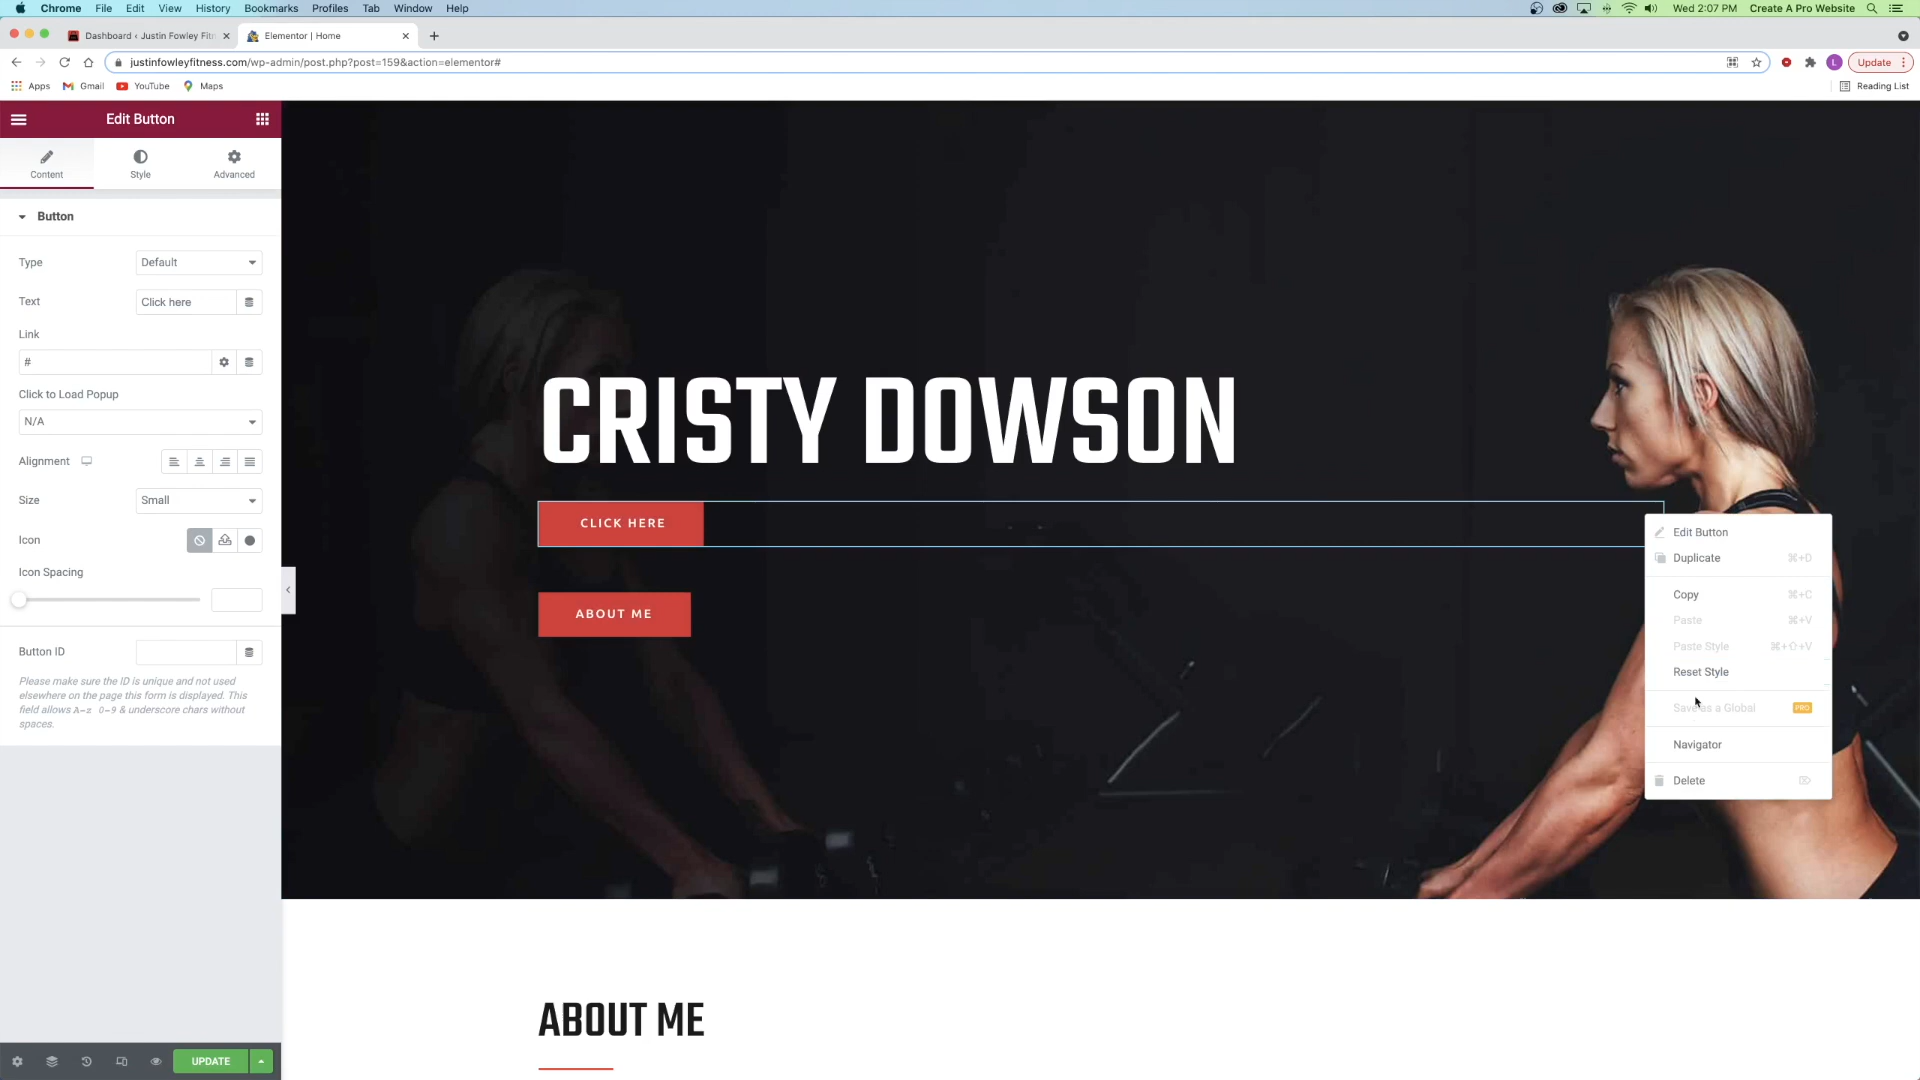 Chrome File Edit View History Bookmarks Profiles Tab Window Help
Wed 2:07 PM Create A Pro Website
Dashboard ‹ Justin Fowley Fit
Elementor | Home
justinfowleyfitness.com/wp-admin/post.php?post=159&action=elementor#
L
Update
Apps
Gmail
YouTube
Maps
Reading List
Edit Button
Content
Style
Advanced
Button
Type
Default
Text
Click here
Link
#
Click to Load Popup
N/A
Alignment
Size
Small
Icon
Icon Spacing
Button ID
Please make sure the ID is unique and not used
elsewhere on the page this form is displayed. This
field allows A-z 0-9 & underscore chars without
spaces.
UPDATE
CRISTY DOWSON
CLICK HERE
ABOUT ME
Edit Button
Duplicate ⌘+D
Copy ⌘+C
Paste ⌘+V
Paste Style ⌘+⇧+V
Reset Style
Save as a Global PRO
Navigator
Delete ⌦
ABOUT ME